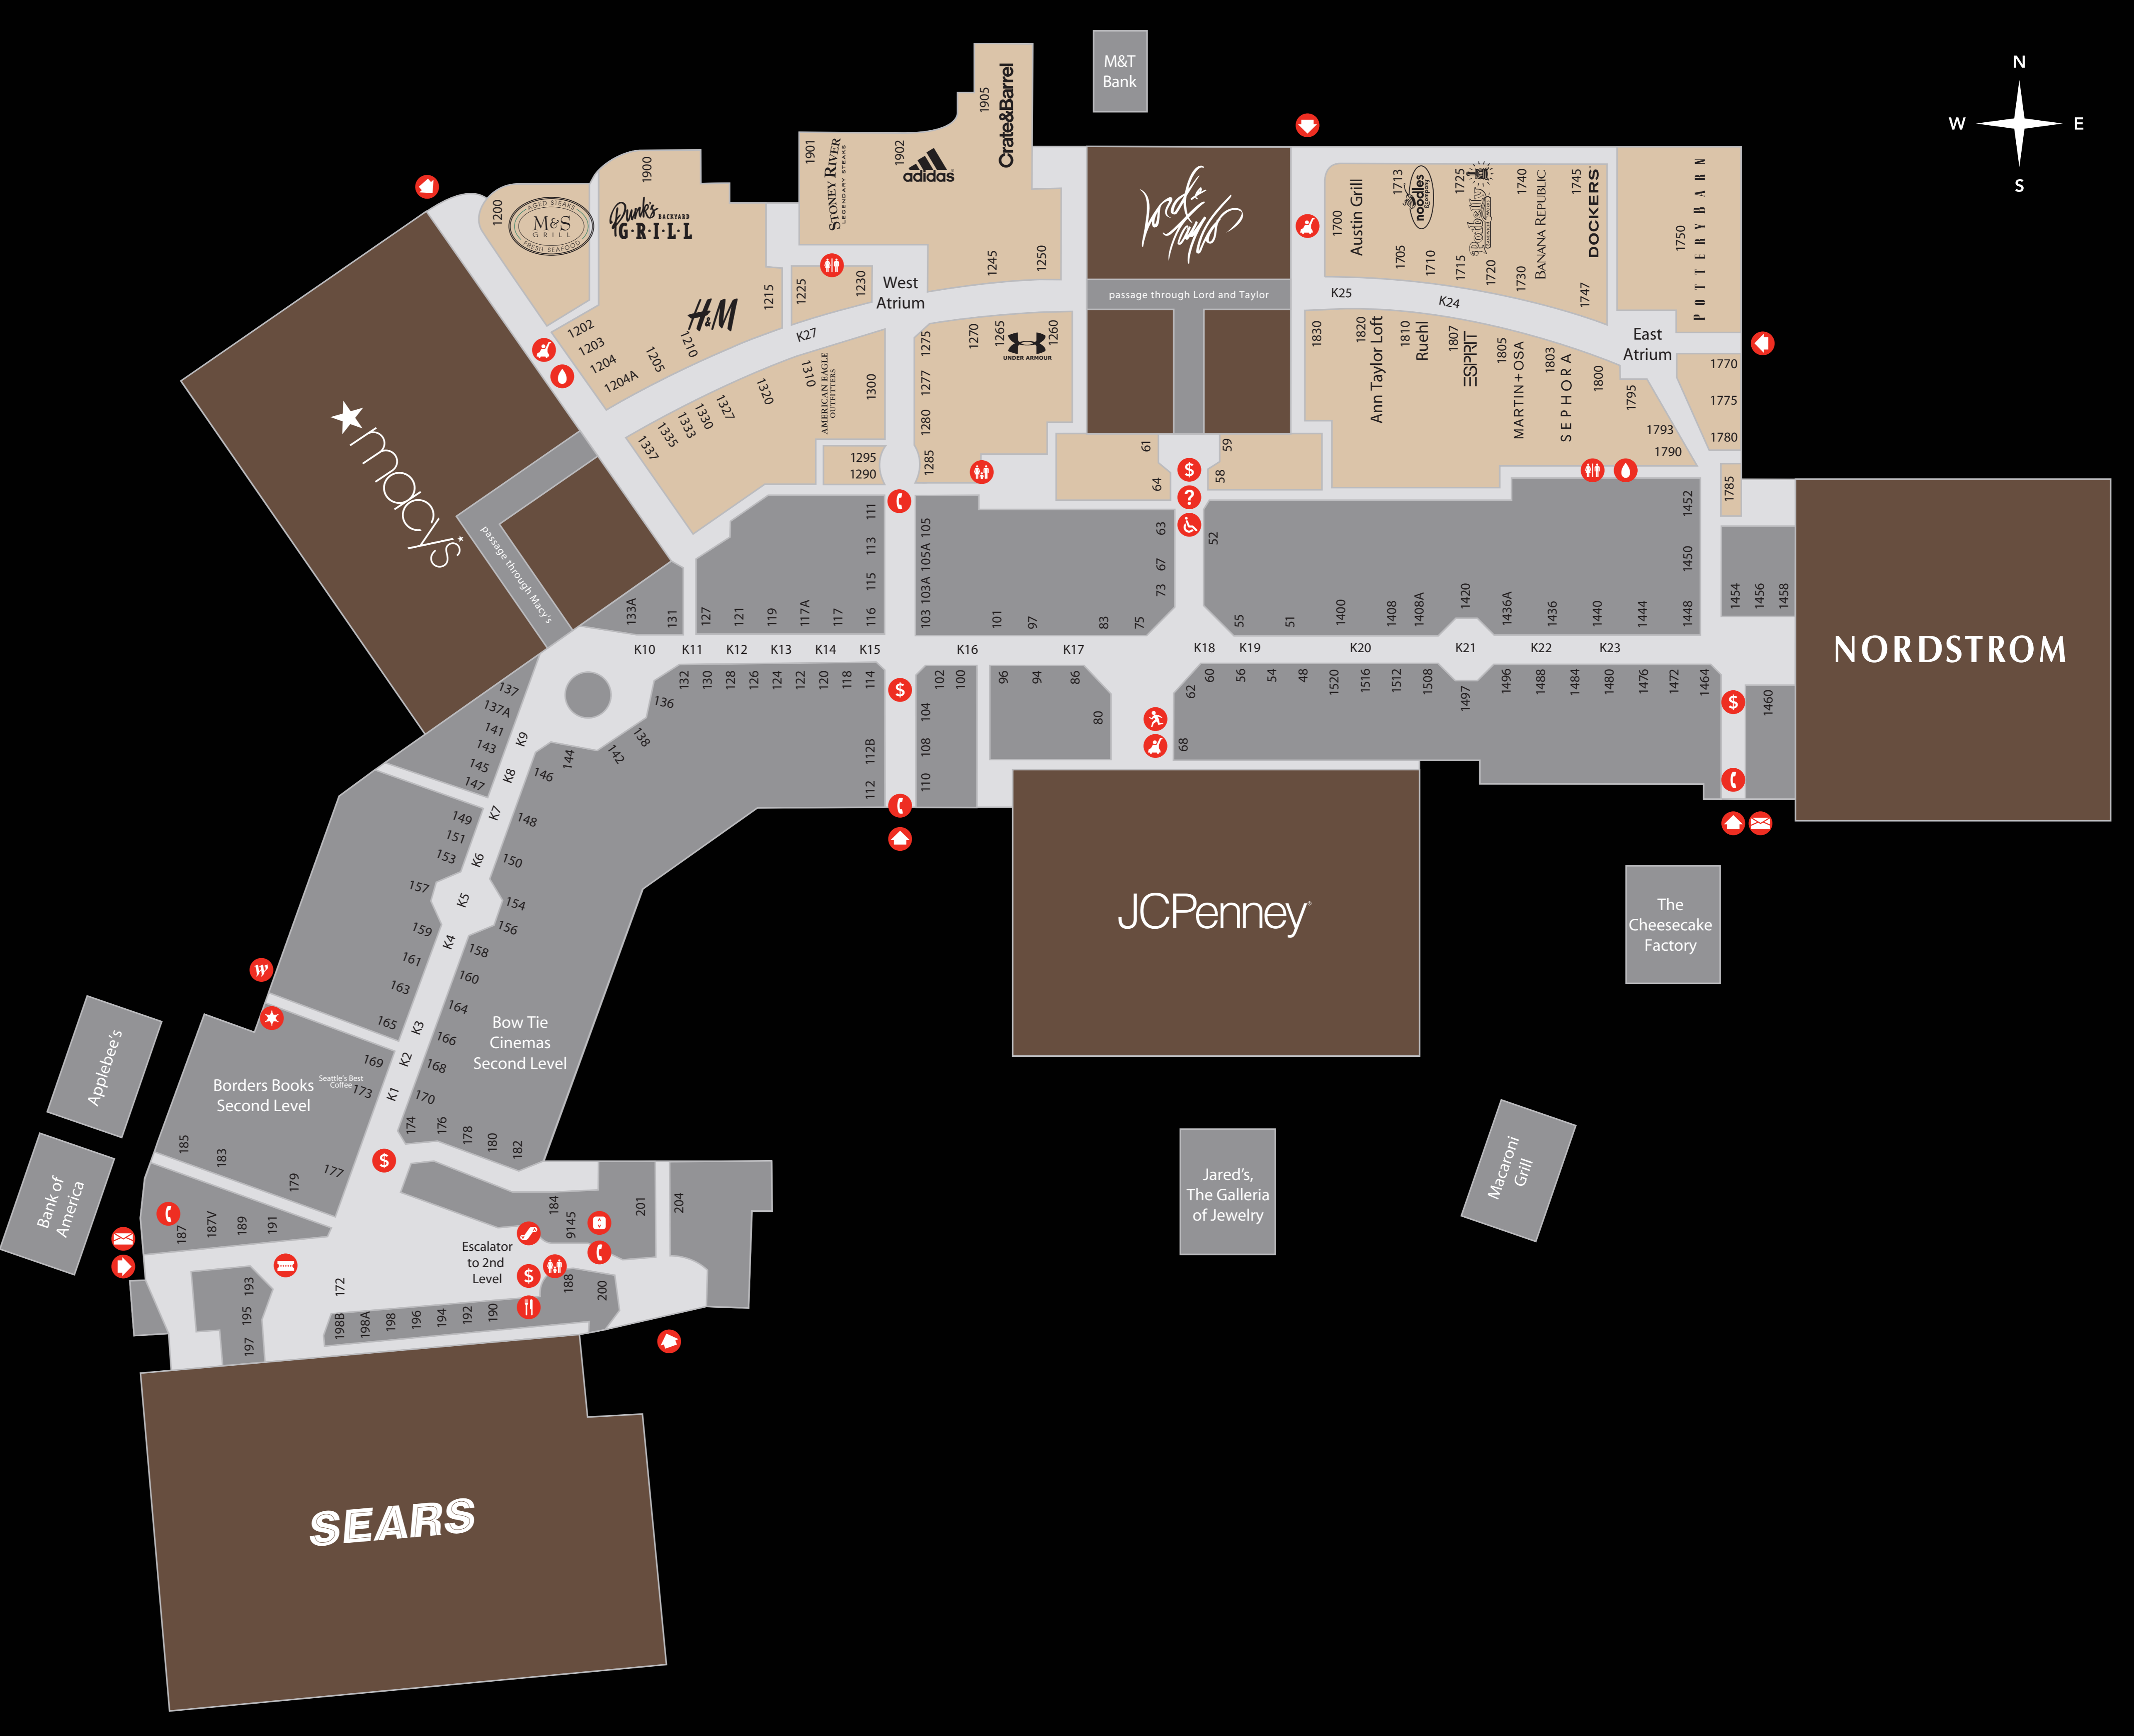 N
W
E
S
M&T
Bank
1905
Crate&Barrel
1901
STONEY RIVER
LEGENDARY STEAKS
1902
adidas
1900
Dunk's
BACKYARD
G·R·I·L·L
1200
AGED STEAKS
M&S
GRILL
FRESH SEAFOOD
H&M
1202
1203
1204
1204A
1205
1210
1215
1225
1230
West
Atrium
1245
1250
K27
1275
1270
1265
1260
UNDER ARMOUR
1277
1280
1285
1300
1310
AMERICAN EAGLE
OUTFITTERS
1320
1327
1330
1333
1335
1337
1295
1290
Lord & Taylor
passage through Lord and Taylor
61
64
59
58
$
?
1700
Austin Grill
1713
noodles
& Company
1725
Potbelly
1740
BANANA REPUBLIC
1745
DOCKERS
1705
1710
1715
1720
1730
1747
1750
POTTERY BARN
K25
K24
East
Atrium
1830
1820
Ann Taylor Loft
1810
Ruehl
1807
ESPRIT
1805
MARTIN+OSA
1803
SEPHORA
1800
1795
1793
1790
1770
1775
1780
1785
macy's
passage through Macy's
NORDSTROM
111
113
115
116
105
105A
103A
103
63
67
73
52
1452
1450
1448
1454
1456
1458
133A
131
127
121
119
117A
117
101
97
83
75
55
51
1400
1408
1408A
1420
1436A
1436
1440
1444
K10
K11
K12
K13
K14
K15
K16
K17
K18
K19
K20
K21
K22
K23
132
130
128
126
124
122
120
118
114
102
100
96
94
86
62
60
56
54
48
1520
1516
1512
1508
1497
1496
1488
1484
1480
1476
1472
1464
1460
$
$
104
108
110
112B
112
80
68
136
138
142
144
146
137
137A
141
143
145
147
K9
K8
K7
149
151
153
148
150
K6
157
K5
154
156
159
K4
158
161
160
163
164
165
K3
166
169
K2
168
173
K1
170
W
Bow Tie
Cinemas
Second Level
Borders Books
Second Level
Seattle's Best
Coffee
JCPenney
The
Cheesecake
Factory
Jared's,
The Galleria
of Jewelry
Macaroni
Grill
Applebee's
Bank of
America
174
176
178
180
182
$
185
183
179
177
187
187V
189
191
184
9145
201
204
Escalator
to 2nd
Level
$
188
200
193
195
197
172
198B
198A
198
196
194
192
190
SEARS